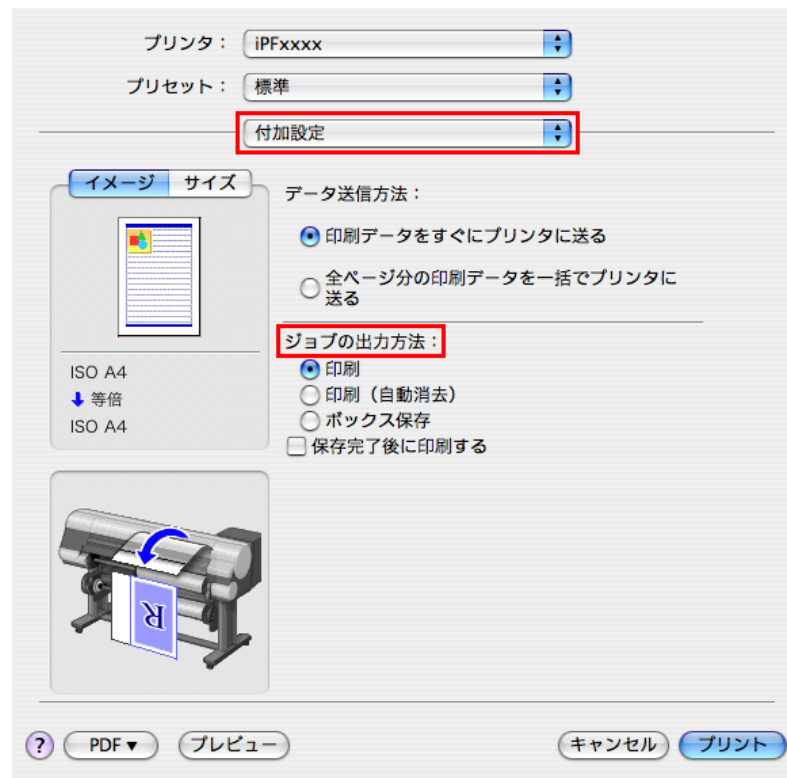 プリンタ： iPFxxxx
プリセット： 標準
付加設定
イメージ サイズ
ISO A4
等倍
ISO A4
データ送信方法：
印刷データをすぐにプリンタに送る
全ページ分の印刷データを一括でプリンタに
送る
ジョブの出力方法：
印刷
印刷（自動消去）
ボックス保存
保存完了後に印刷する
R
? PDF▼ プレビュー キャンセル プリント